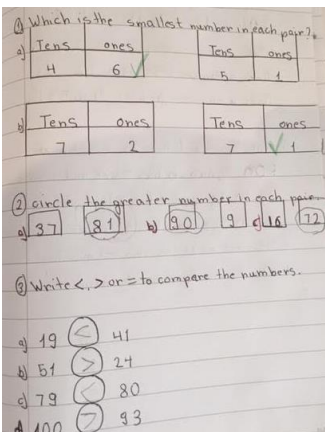 ① Which is the smallest number in each pair?
a) Tens ones Tens ones
4 6 ✓ 5 1
b) Tens ones Tens ones
7 2 7 ✓ 1
② circle the greater number in each pair.
a) 37 81 b) 90 9 c) 16 72
③ Write <, > or = to compare the numbers.
a) 19 < 41
b) 51 > 24
c) 79 < 80
d 100 > 93